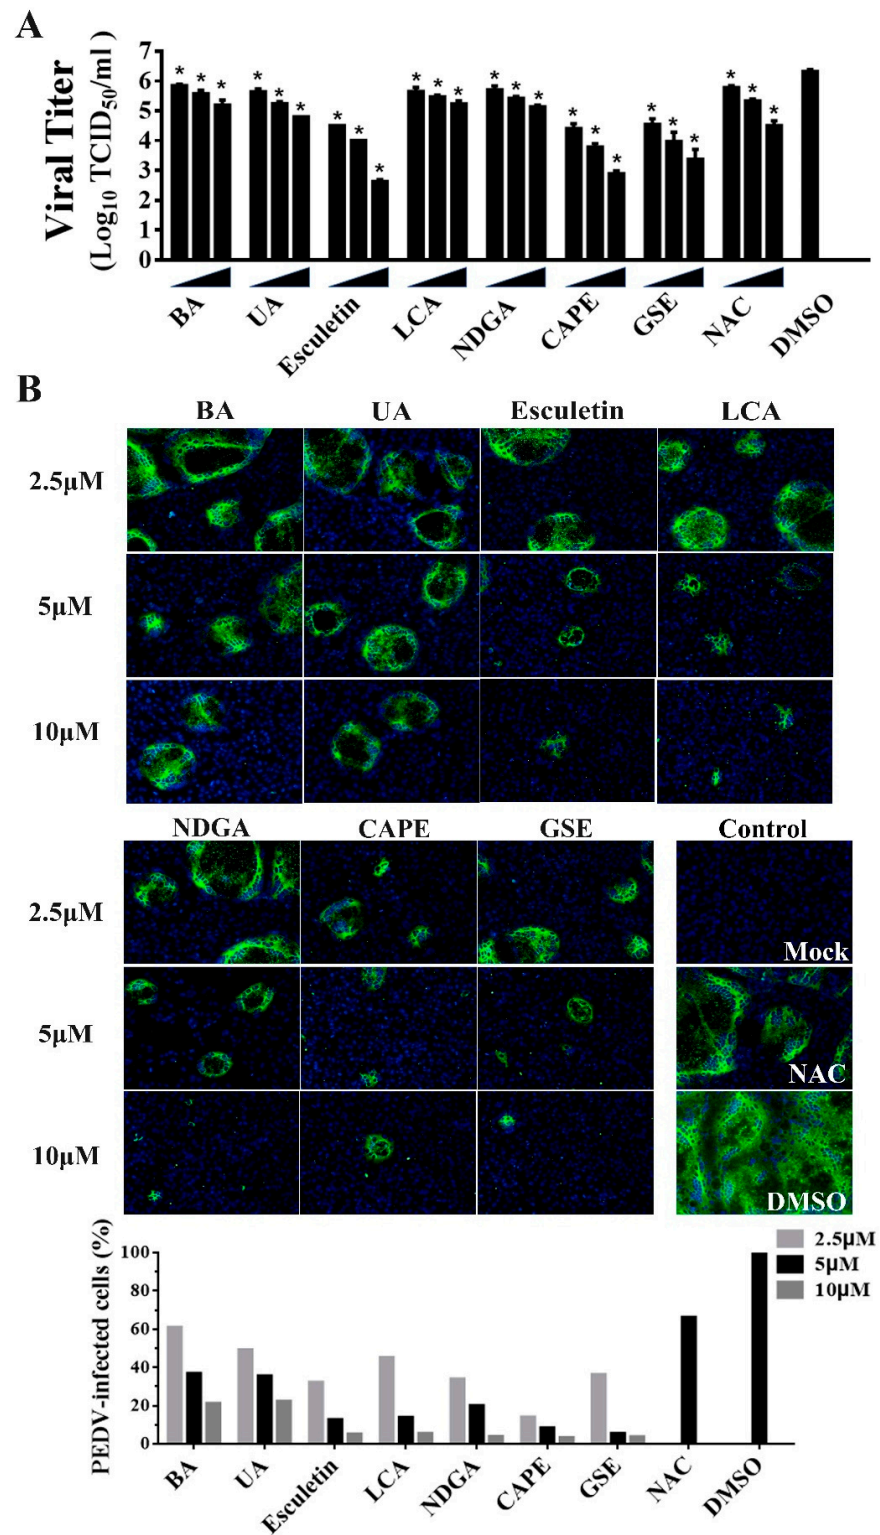 A
Viral Titer
(Log10 TCID50/ml )
7
6
5
4
3
2
1
0
* * * * * * * * * * * * * * * * * * * * * * * *
BA UA Esculetin LCA NDGA CAPE GSE NAC DMSO
B
BA UA Esculetin LCA
2.5μM
5μM
10μM
NDGA CAPE GSE Control
2.5μM
Mock
5μM
NAC
10μM
DMSO
PEDV-infected cells (%)
100
80
60
40
20
0
2.5μM
5μM
10μM
BA UA Esculetin LCA NDGA CAPE GSE NAC DMSO